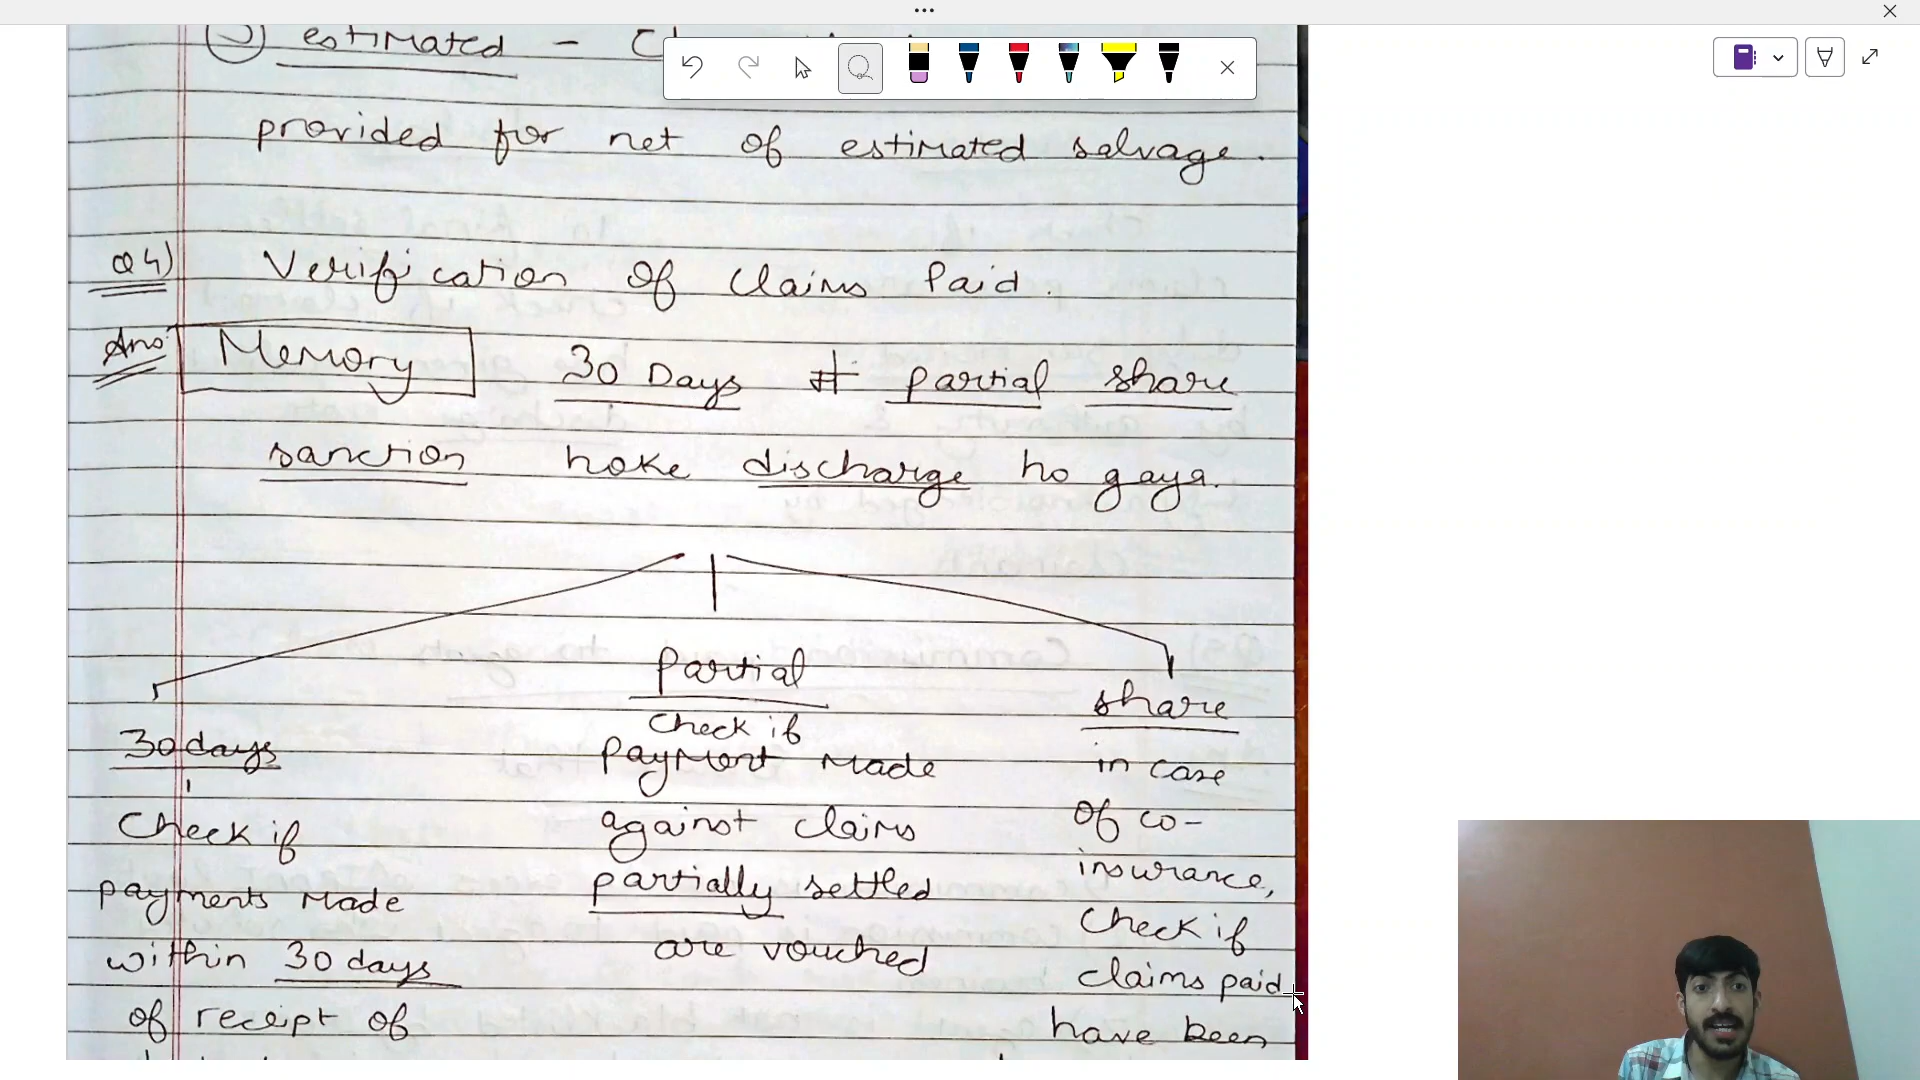 ③ estimated -
provided for net of estimated salvage.
Q4) Verification of Claims Paid.
Ans: Memory 30 Days # partial share
sanction hoke discharge ho gaya.
30 days
Check if
payments Made
within 30 days
of receipt of
Partial
Check if
Payment Made
against claims
partially settled
are vouched
share
in case
of co-
insurance,
Check if
claims paid
have been